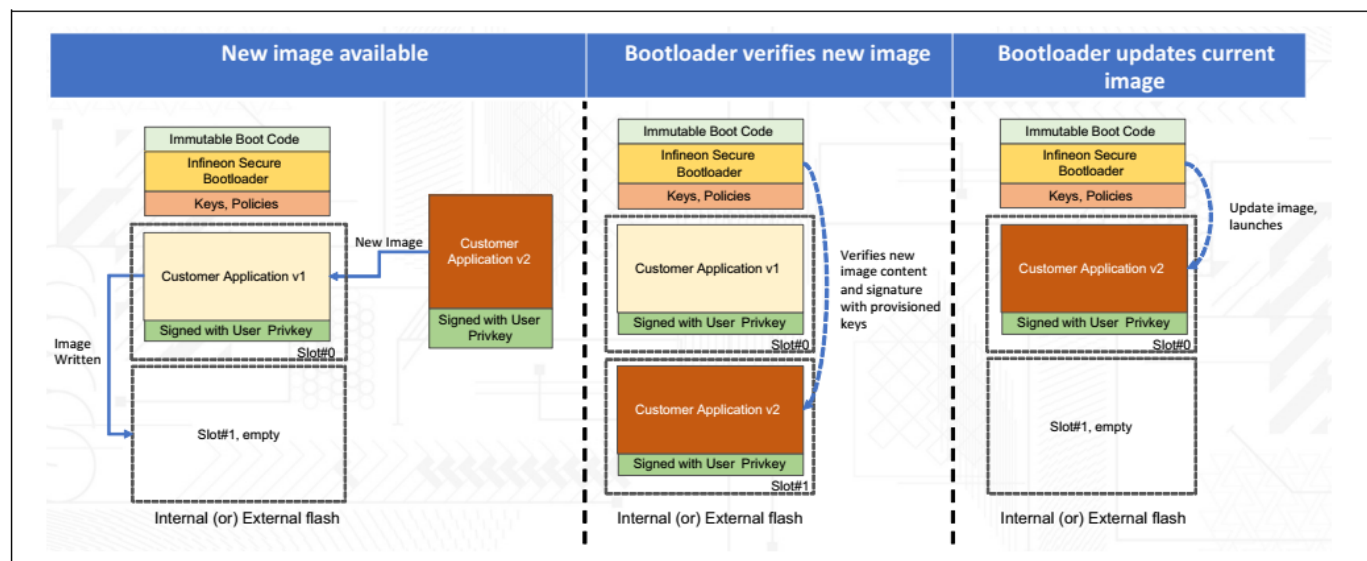 New image available
Bootloader verifies new image
Bootloader updates current
image
Immutable Boot Code
Infineon Secure
Bootloader
Keys, Policies
Customer Application v1
Signed with User Privkey
Slot#0
New Image
Customer
Application v2
Signed with User
Privkey
Image
Written
Slot#1, empty
Internal (or) External flash
Immutable Boot Code
Infineon Secure
Bootloader
Keys, Policies
Customer Application v1
Signed with User Privkey
Slot#0
Verifies new
image content
and signature
with provisioned
keys
Customer Application v2
Signed with User Privkey
Slot#1
Internal (or) External flash
Immutable Boot Code
Infineon Secure
Bootloader
Keys, Policies
Update image,
launches
Customer Application v2
Signed with User Privkey
Slot#0
Slot#1, empty
Internal (or) External flash